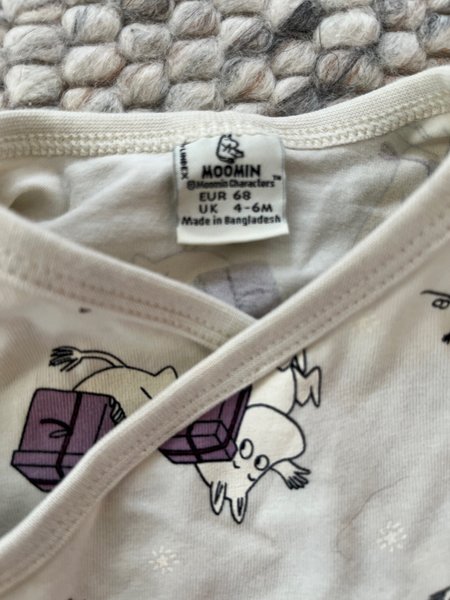 MOOMIN
©Moomin Characters™
EUR 68
UK 4-6M
Made in Bangladesh